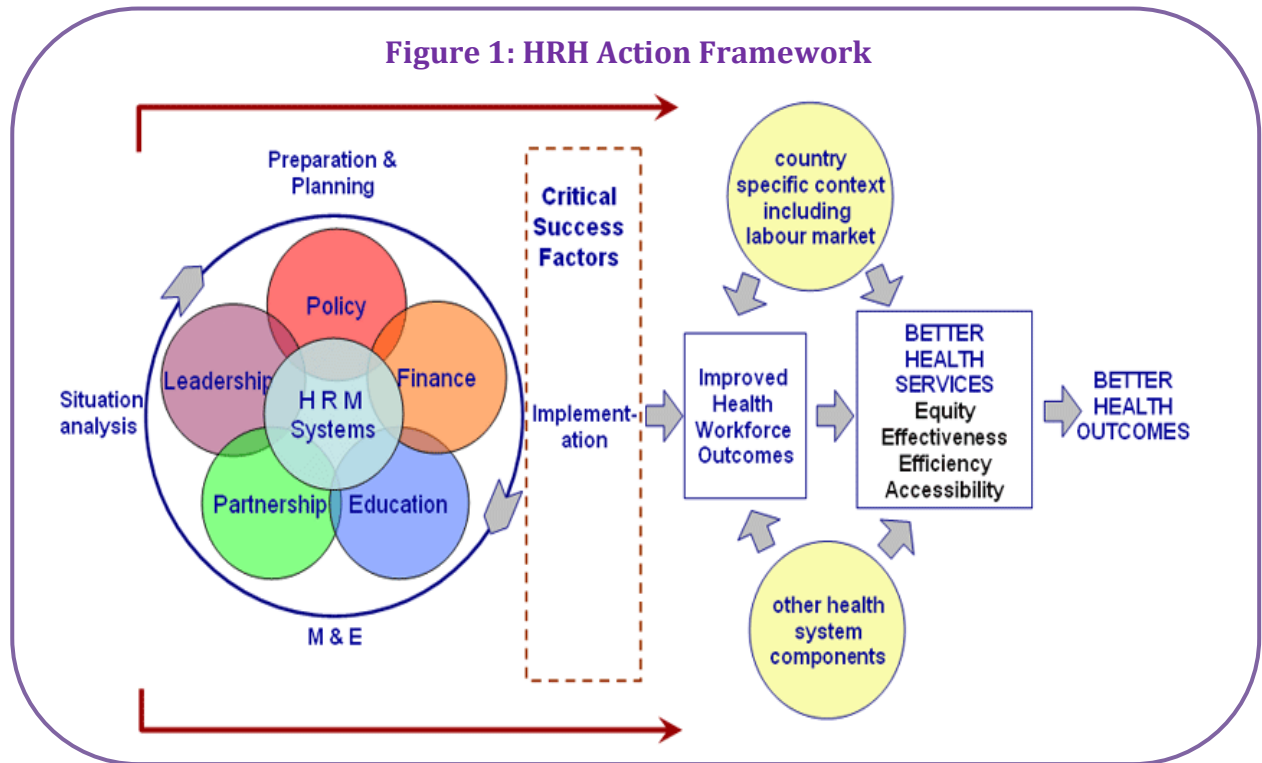 Figure 1: HRH Action Framework
Preparation &
Planning
Situation
analysis
Policy
Leadership
Finance
H R M
Systems
Partnership
Education
M & E
Critical
Success
Factors
Implement-
ation
country
specific context
including
labour market
Improved
Health
Workforce
Outcomes
BETTER
HEALTH
SERVICES
Equity
Effectiveness
Efficiency
Accessibility
BETTER
HEALTH
OUTCOMES
other health
system
components